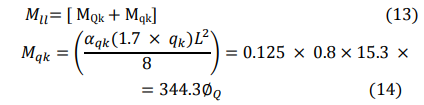 M_ll = [ M_Qk + M_qk ] (13)
M_qk = (α_qk(1.7 × q_k)L² / 8) = 0.125 × 0.8 × 15.3 ×
= 344.3∅_Q (14)